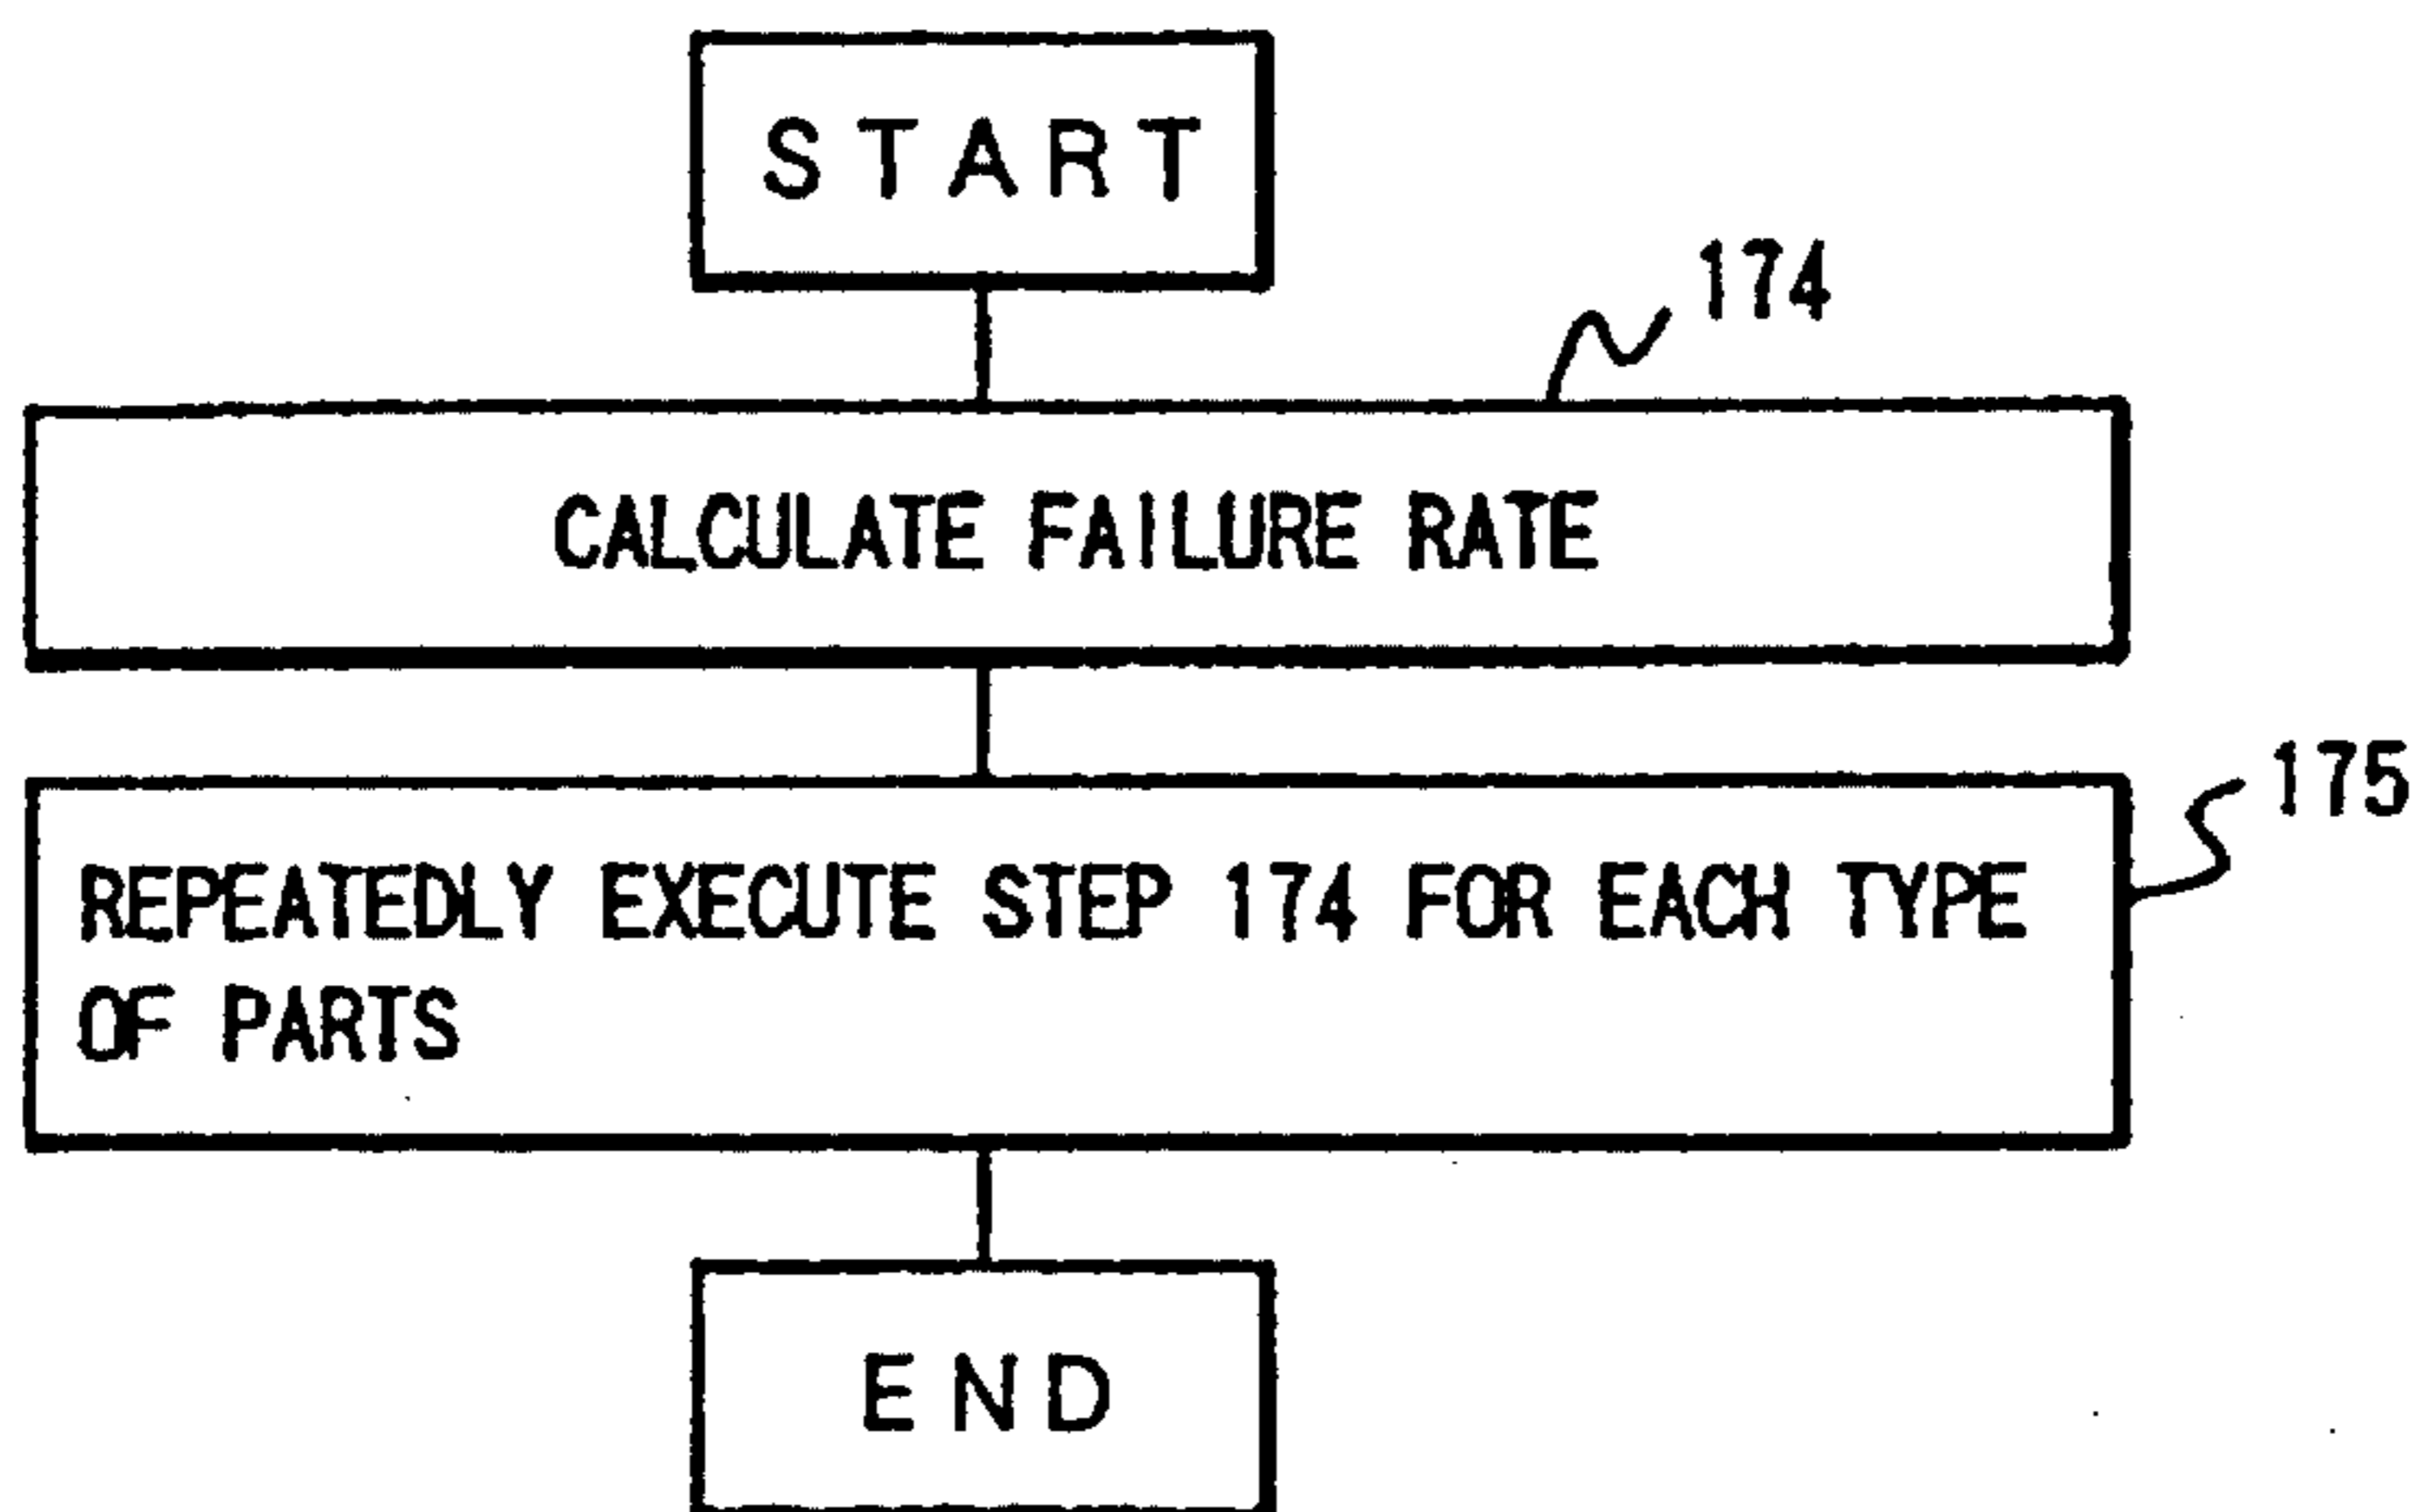 START
174
CALCULATE FAILURE RATE
175
REPEATEDLY EXECUTE STEP 174 FOR EACH TYPE
OF PARTS
END